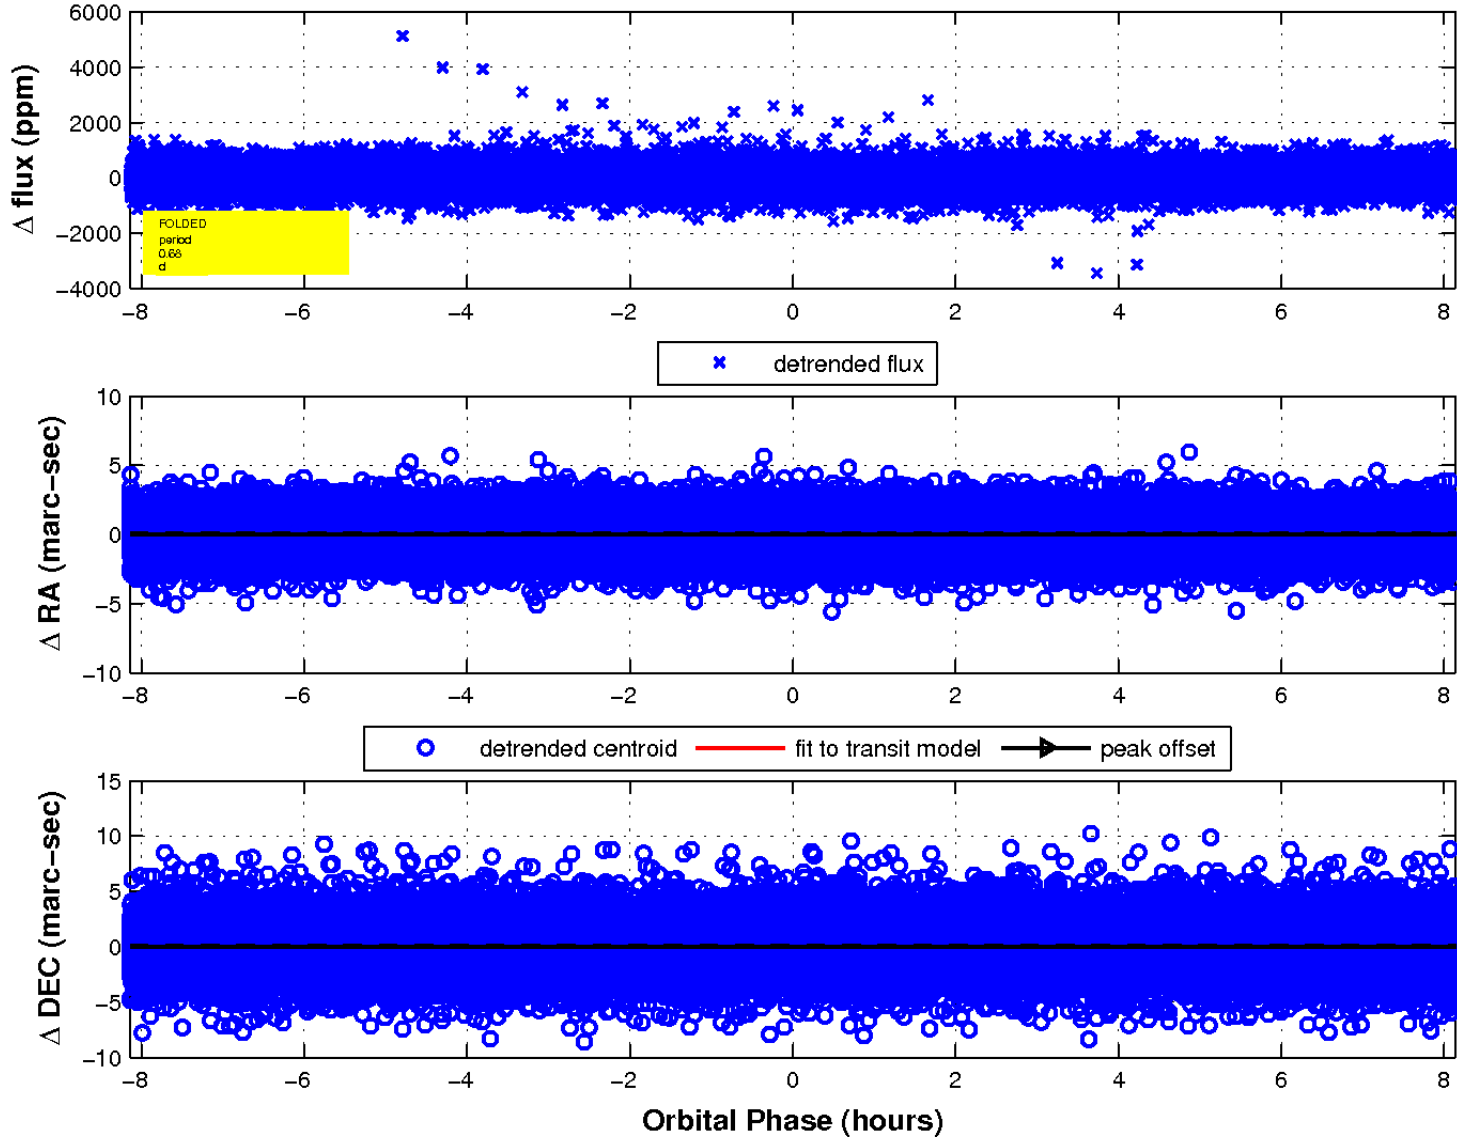 6000
4000
2000
0
−2000
−4000
Δ flux (ppm)
FOLDED
period
0.68
d
−8 −6 −4 −2 0 2 4 6 8
detrended flux
10
5
0
−5
−10
Δ RA (marc−sec)
−8 −6 −4 −2 0 2 4 6 8
detrended centroid fit to transit model peak offset
15
10
5
0
−5
−10
Δ DEC (marc−sec)
−8 −6 −4 −2 0 2 4 6 8
Orbital Phase (hours)